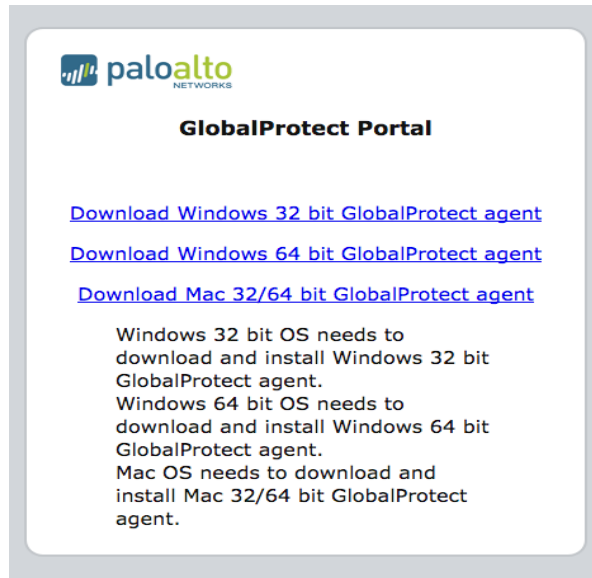 paloalto
NETWORKS
GlobalProtect Portal
Download Windows 32 bit GlobalProtect agent
Download Windows 64 bit GlobalProtect agent
Download Mac 32/64 bit GlobalProtect agent
Windows 32 bit OS needs to
download and install Windows 32 bit
GlobalProtect agent.
Windows 64 bit OS needs to
download and install Windows 64 bit
GlobalProtect agent.
Mac OS needs to download and
install Mac 32/64 bit GlobalProtect
agent.